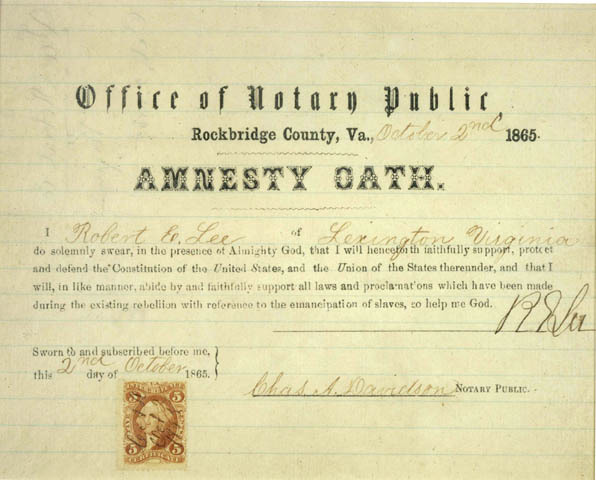 Office of Notary Public,
Rockbridge County, Va., October 2nd 1865.
AMNESTY OATH.
I Robert E. Lee of Lexington Virginia
do solemnly swear, in the presence of Almighty God, that I will henceforth faithfully support, protect
and defend the Constitution of the United States, and the Union of the States thereunder, and that I
will, in like manner, abide by and faithfully support all laws and proclamations which have been made
during the existing rebellion with reference to the emancipation of slaves, so help me God.
R E Lee
Sworn to and subscribed before me,
this 2nd day of October 1865.
Chas. A. Davidson NOTARY PUBLIC.
5 5
5 5
CERTIFICATE